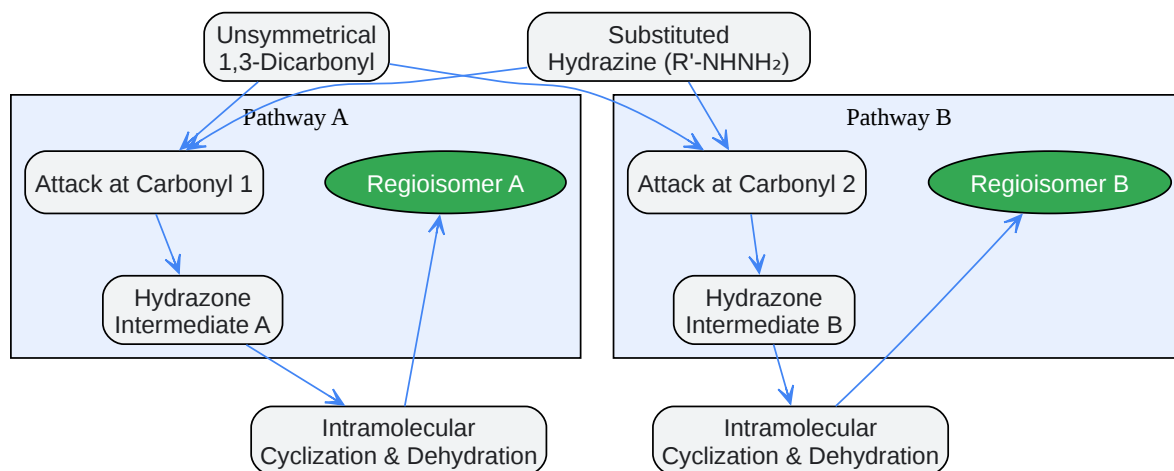 Unsymmetrical
1,3-Dicarbonyl
Substituted
Hydrazine (R'-NHNH₂)
Pathway A
Attack at Carbonyl 1
Regioisomer A
Hydrazone
Intermediate A
Intramolecular
Cyclization & Dehydration
Pathway B
Attack at Carbonyl 2
Regioisomer B
Hydrazone
Intermediate B
Intramolecular
Cyclization & Dehydration